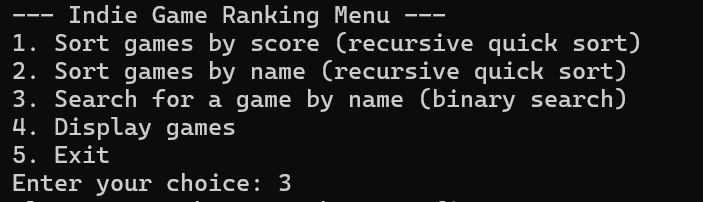 --- Indie Game Ranking Menu ---
1. Sort games by score (recursive quick sort)
2. Sort games by name (recursive quick sort)
3. Search for a game by name (binary search)
4. Display games
5. Exit
Enter your choice: 3